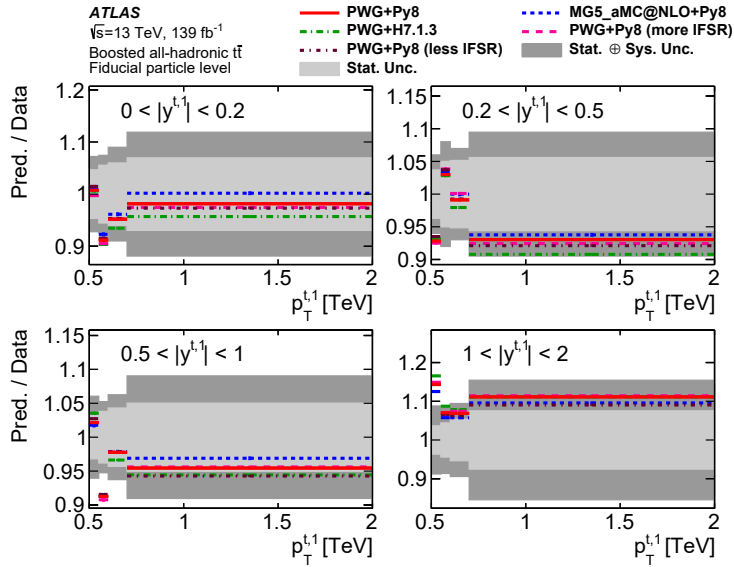 ATLAS
√s=13 TeV, 139 fb⁻¹
Boosted all-hadronic tt̄
Fiducial particle level
PWG+Py8
MG5_aMC@NLO+Py8
PWG+H7.1.3
PWG+Py8 (more IFSR)
PWG+Py8 (less IFSR)
Stat. ⊕ Sys. Unc.
Stat. Unc.
Pred. / Data
1.2
1.1
1
0.9
0 < |y^{t,1}| < 0.2
0.5 1 1.5 2
p_T^{t,1} [TeV]
1.15
1.1
1.05
1
0.95
0.9
0.2 < |y^{t,1}| < 0.5
0.5 1 1.5 2
p_T^{t,1} [TeV]
Pred. / Data
1.15
1.1
1.05
1
0.95
0.9
0.5 < |y^{t,1}| < 1
0.5 1 1.5 2
p_T^{t,1} [TeV]
1.2
1.1
1
0.9
1 < |y^{t,1}| < 2
0.5 1 1.5 2
p_T^{t,1} [TeV]